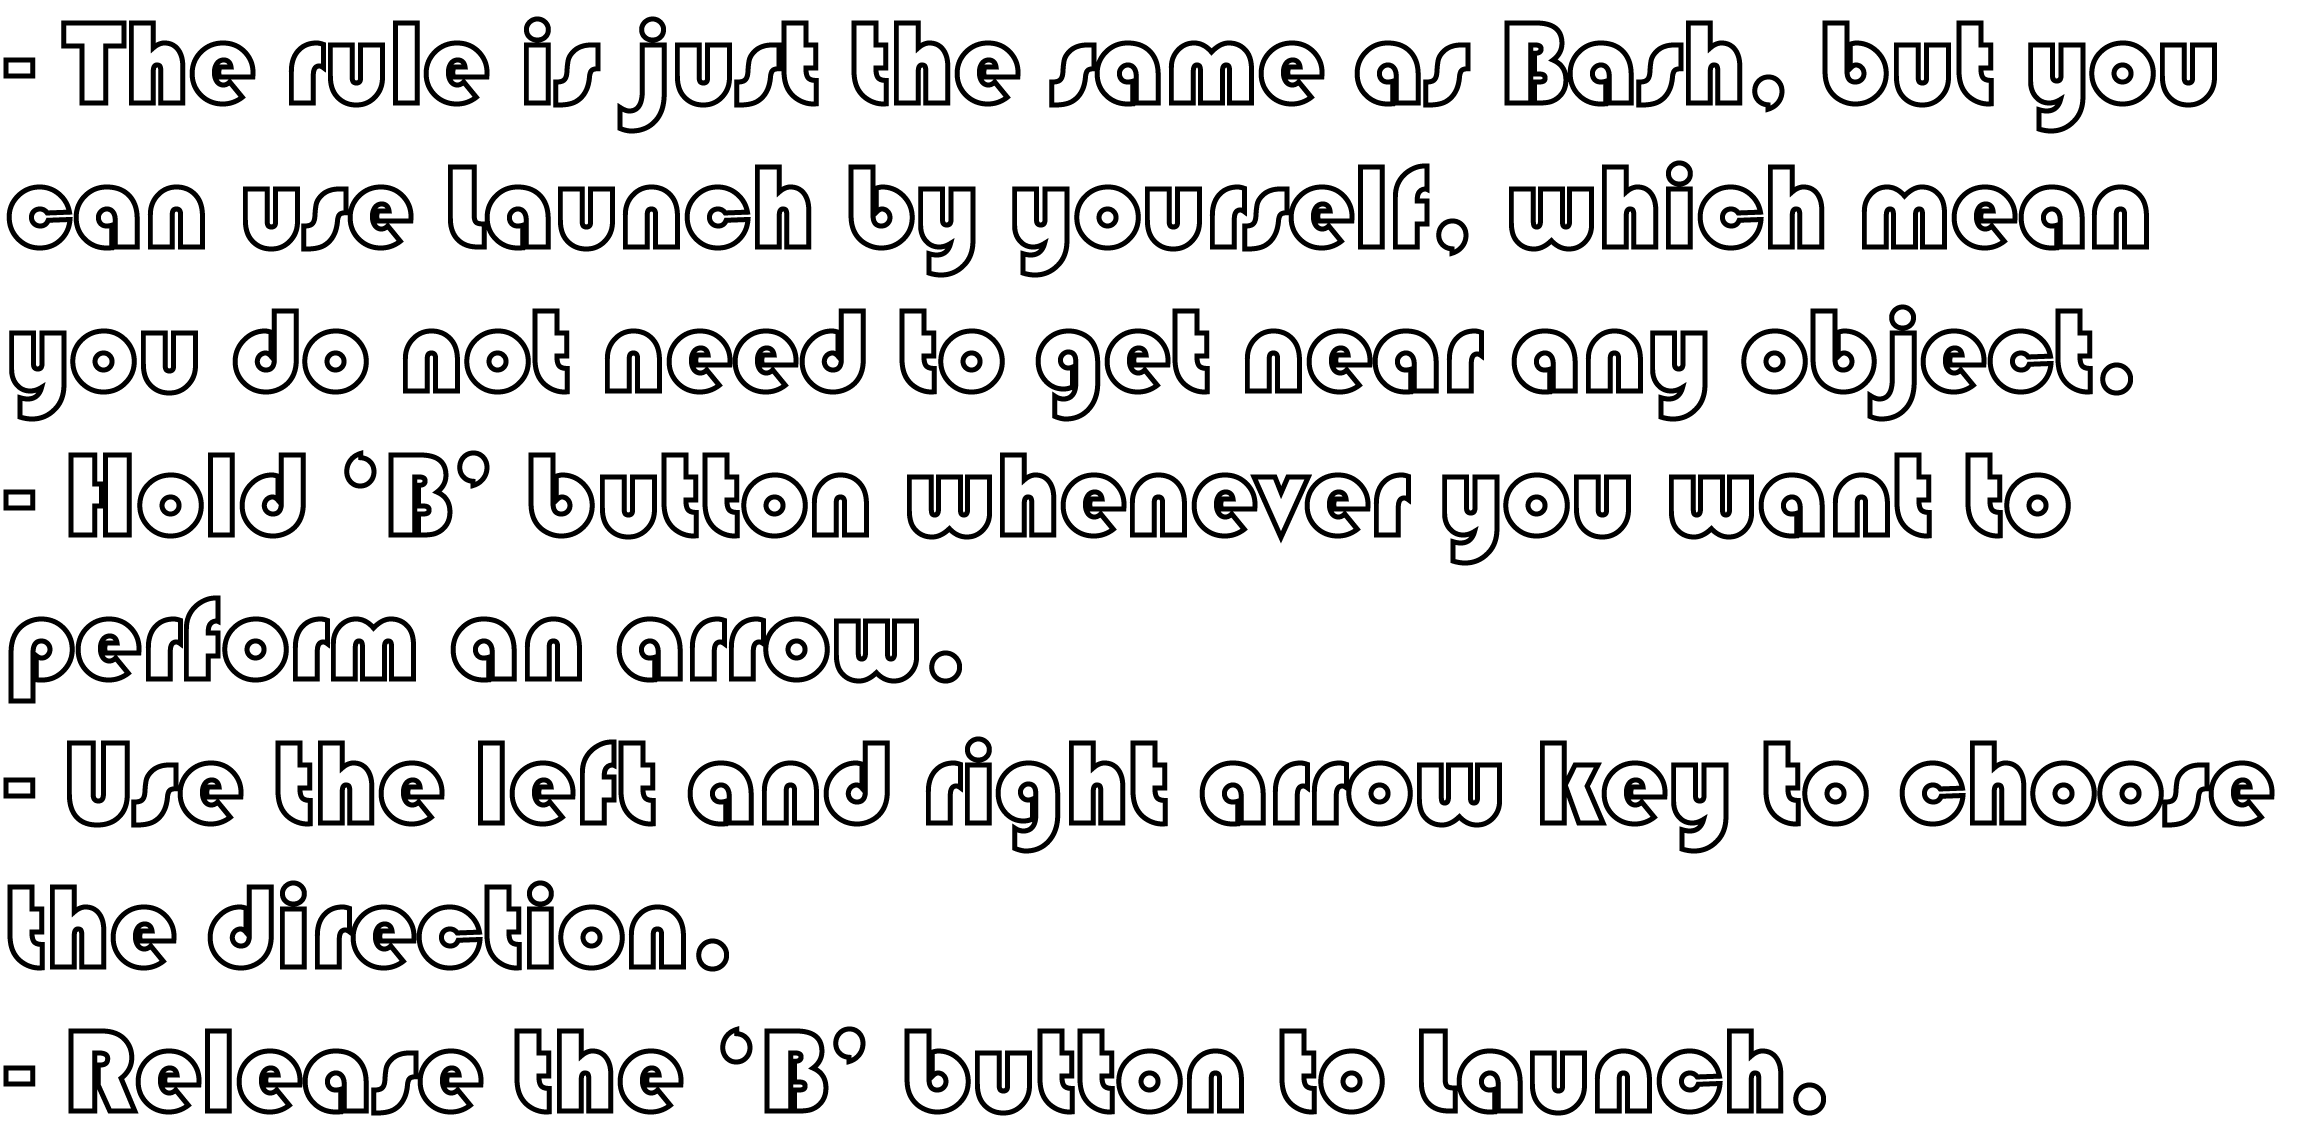 - The rule is just the same as Bash, but you
can use Launch by yourself, which mean
you do not need to get near any object.
- Hold ‘B’ button whenever you want to
perform an arrow.
- Use the left and right arrow key to choose
the direction.
- Release the ‘B’ button to Launch.